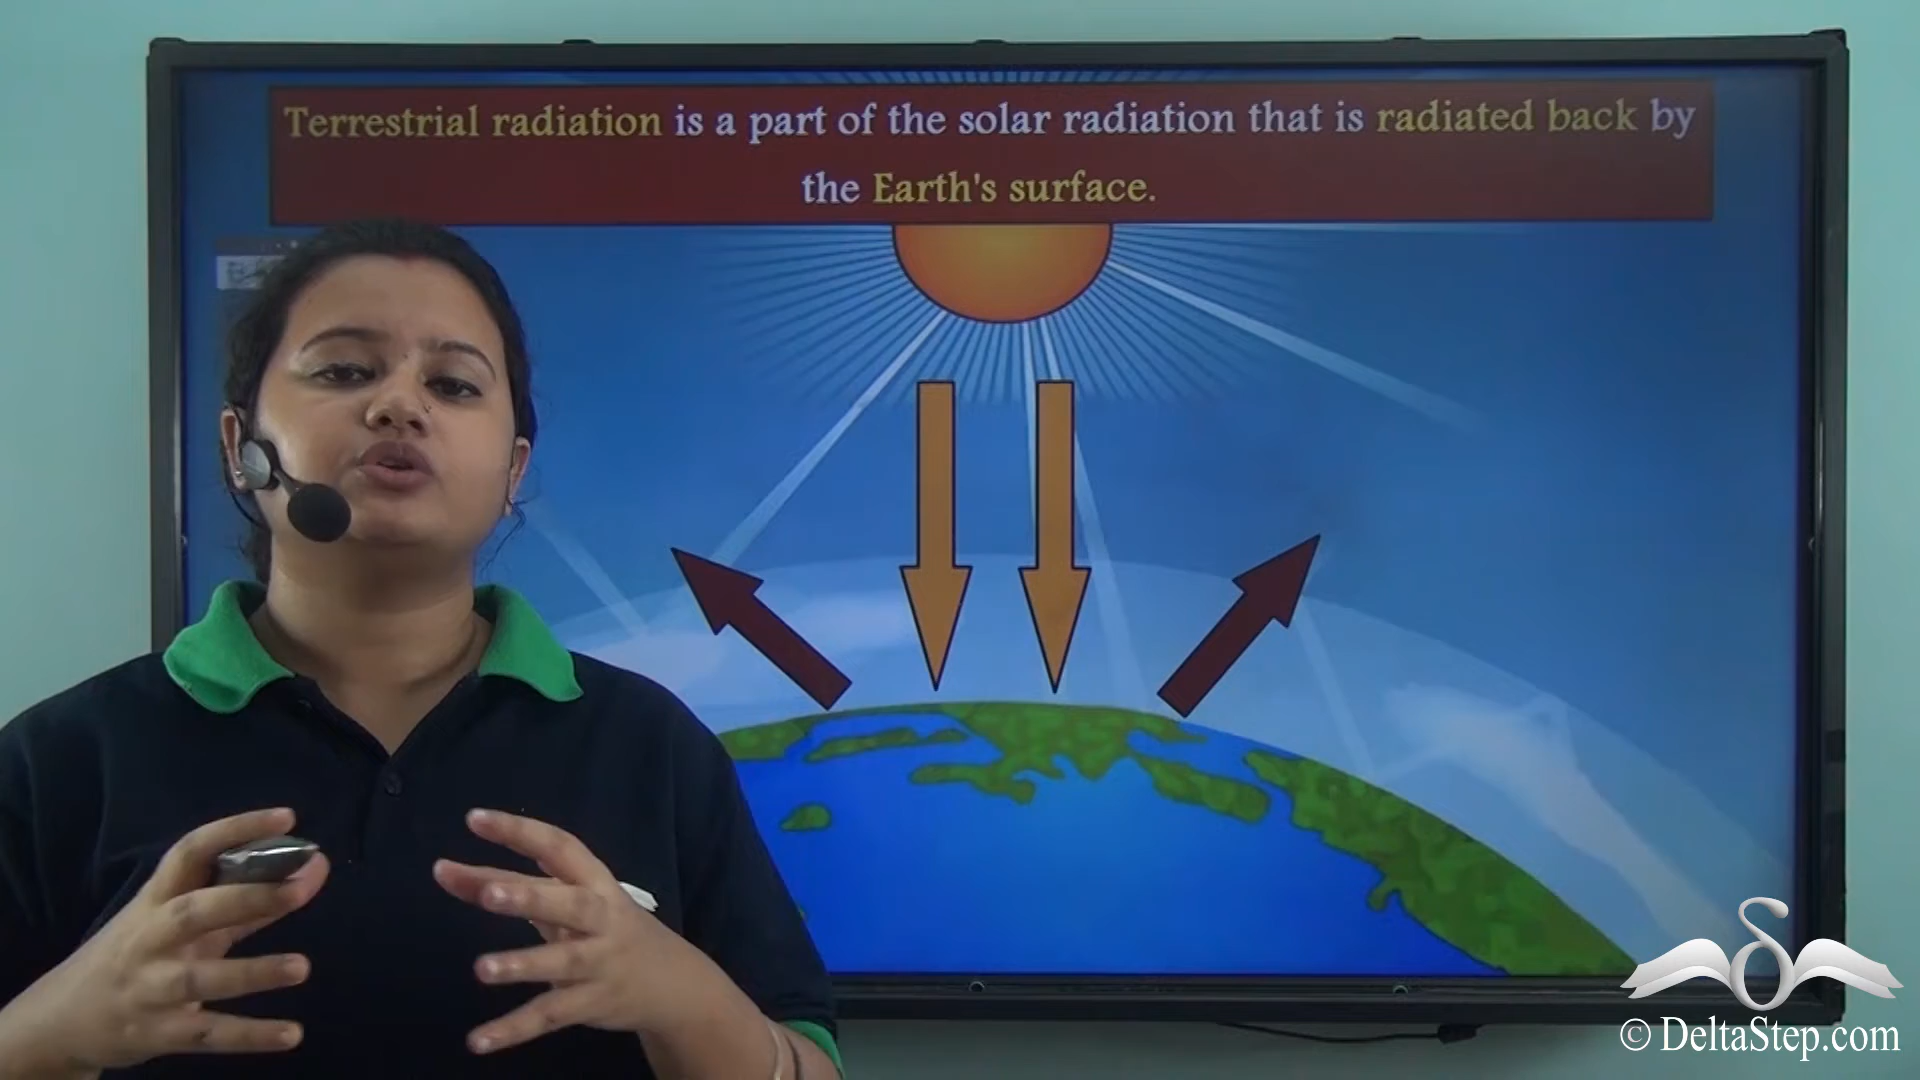 Terrestrial radiation is a part of the solar radiation that is radiated back by
the Earth's surface.
© DeltaStep.com